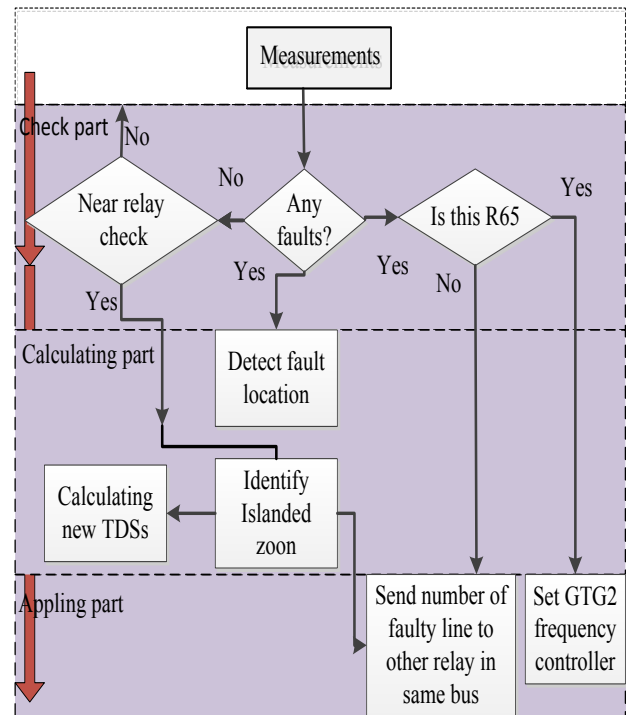 Measurements
Check part
No
Near relay
check
No
Any
faults?
Is this R65
Yes
Yes
Yes
Yes
No
Calculating part
Detect fault
location
Calculating
new TDSs
Identify
Islanded
zoon
Appling part
Send number of
faulty line to
other relay in
same bus
Set GTG2
frequency
controller